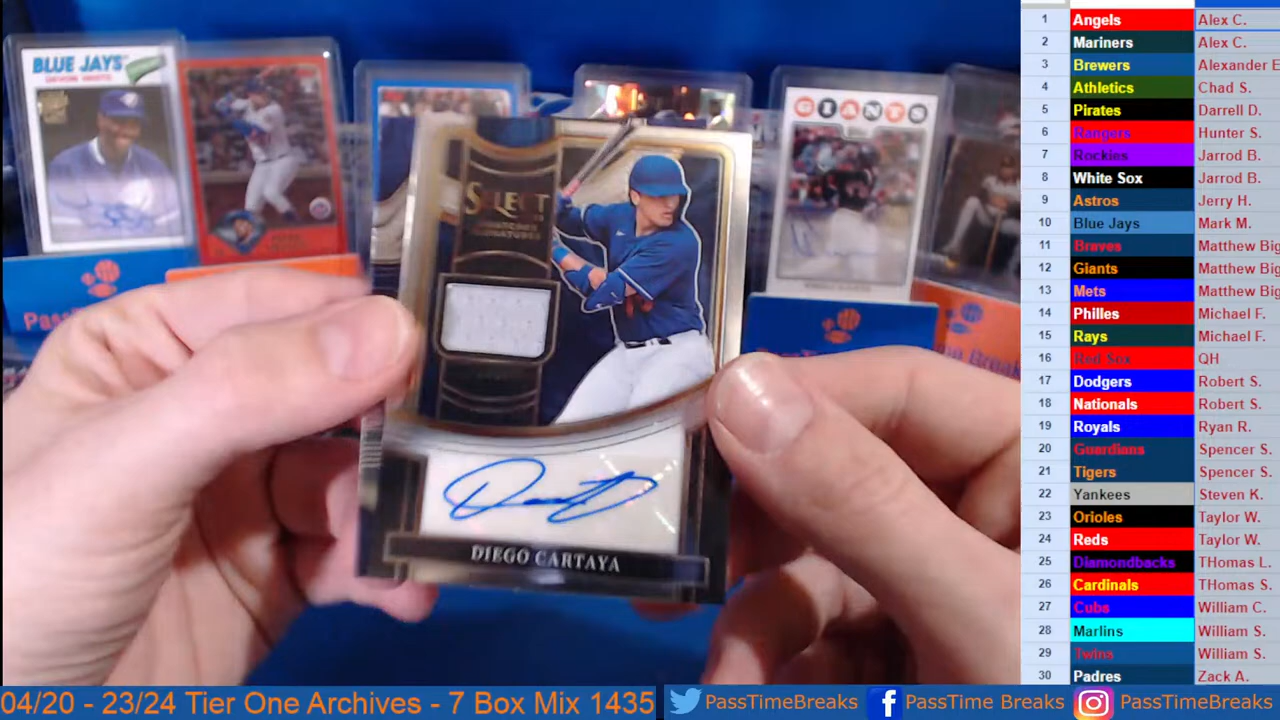 BLUE JAYS
GIANTS
SELECT
SIGNATURES
DIEGO CARTAYA
1 Angels Alex C.
2 Mariners Alex C.
3 Brewers Alexander E
4 Athletics Chad S.
5 Pirates Darrell D.
6 Rangers Hunter S.
7 Rockies Jarrod B.
8 White Sox Jarrod B.
9 Astros Jerry H.
10 Blue Jays Mark M.
11 Braves Matthew Big
12 Giants Matthew Big
13 Mets Matthew Big
14 Philles Michael F.
15 Rays Michael F.
16 Red Sox QH
17 Dodgers Robert S.
18 Nationals Robert S.
19 Royals Ryan R.
20 Guardians Spencer S.
21 Tigers Spencer S.
22 Yankees Steven K.
23 Orioles Taylor W.
24 Reds Taylor W.
25 Diamondbacks THomas L.
26 Cardinals THomas S.
27 Cubs William C.
28 Marlins William S.
29 Twins William S.
30 Padres Zack A.
04/20 - 23/24 Tier One Archives - 7 Box Mix 1435 PassTimeBreaks PassTime Breaks PassTimeBreaks